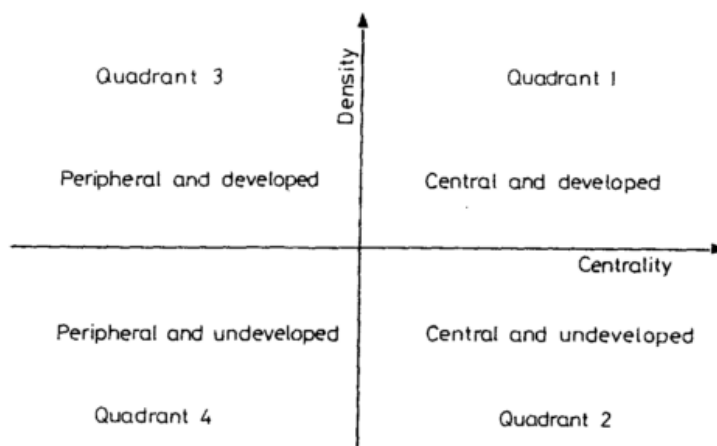 Quadrant 3
Density
Quadrant 1
Peripheral and developed
Central and developed
Centrality
Peripheral and undeveloped
Central and undeveloped
Quadrant 4
Quadrant 2